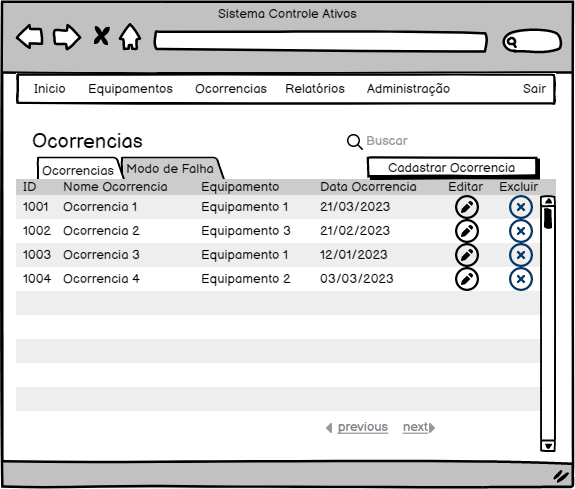 Sistema Controle Ativos
Inicio Equipamentos Ocorrencias Relatórios Administração Sair
Ocorrencias Buscar
Ocorrencias Modo de Falha Cadastrar Ocorrencia
ID Nome Ocorrencia Equipamento Data Ocorrencia Editar Excluir
1001 Ocorrencia 1 Equipamento 1 21/03/2023
1002 Ocorrencia 2 Equipamento 3 21/02/2023
1003 Ocorrencia 3 Equipamento 1 12/01/2023
1004 Ocorrencia 4 Equipamento 2 03/03/2023
previous next